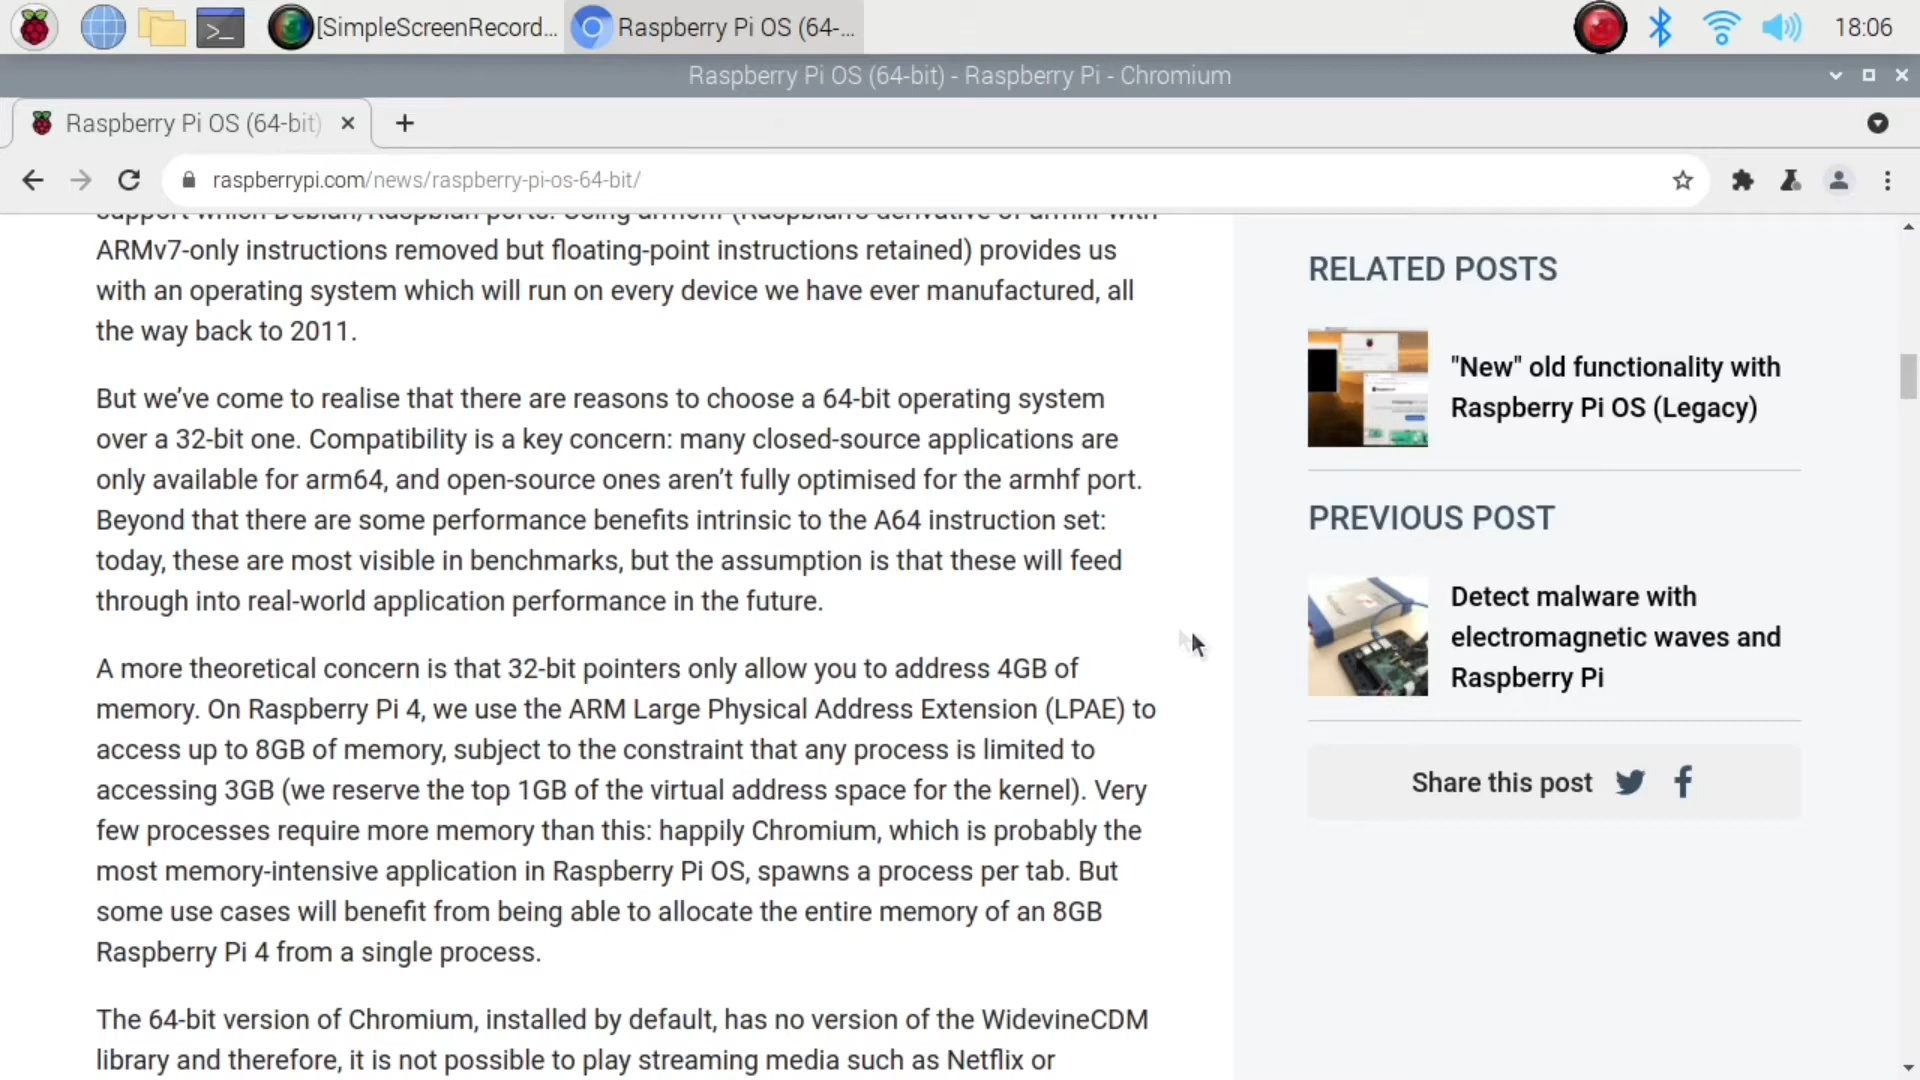 [SimpleScreenRecord...
Raspberry Pi OS (64-...
18:06
Raspberry Pi OS (64-bit) - Raspberry Pi - Chromium
Raspberry Pi OS (64-bit)
raspberrypi.com/news/raspberry-pi-os-64-bit/
support which Debian/Raspbian ports. Using armhf (Raspbian's derivative of armhf with
ARMv7-only instructions removed but floating-point instructions retained) provides us
with an operating system which will run on every device we have ever manufactured, all
the way back to 2011.
But we’ve come to realise that there are reasons to choose a 64-bit operating system
over a 32-bit one. Compatibility is a key concern: many closed-source applications are
only available for arm64, and open-source ones aren’t fully optimised for the armhf port.
Beyond that there are some performance benefits intrinsic to the A64 instruction set:
today, these are most visible in benchmarks, but the assumption is that these will feed
through into real-world application performance in the future.
A more theoretical concern is that 32-bit pointers only allow you to address 4GB of
memory. On Raspberry Pi 4, we use the ARM Large Physical Address Extension (LPAE) to
access up to 8GB of memory, subject to the constraint that any process is limited to
accessing 3GB (we reserve the top 1GB of the virtual address space for the kernel). Very
few processes require more memory than this: happily Chromium, which is probably the
most memory-intensive application in Raspberry Pi OS, spawns a process per tab. But
some use cases will benefit from being able to allocate the entire memory of an 8GB
Raspberry Pi 4 from a single process.
The 64-bit version of Chromium, installed by default, has no version of the WidevineCDM
library and therefore, it is not possible to play streaming media such as Netflix or
RELATED POSTS
"New" old functionality with
Raspberry Pi OS (Legacy)
PREVIOUS POST
Detect malware with
electromagnetic waves and
Raspberry Pi
Share this post